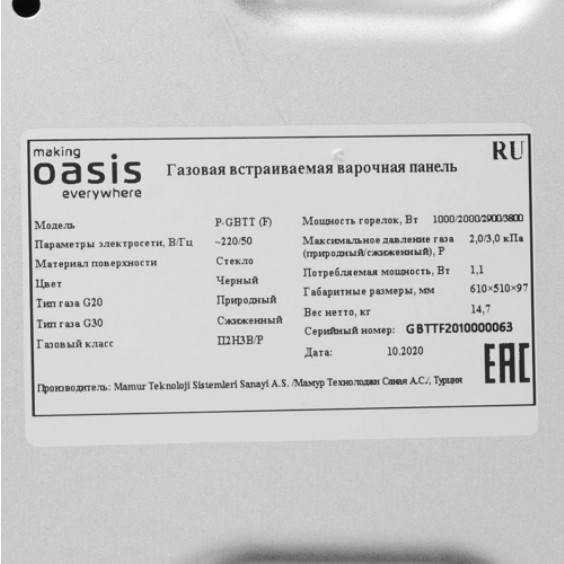 making
oasis
everywhere
Газовая встраиваемая варочная панель
RU
Модель P-GBTT (F)
Параметры электросети, В/Гц ~220/50
Материал поверхности Стекло
Цвет Черный
Тип газа G20 Природный
Тип газа G30 Сжиженный
Газовый класс II2H3B/P
Мощность горелок, Вт 1000/2000/2900/3800
Максимальное давление газа 2,0/3,0 кПа
(природный/сжиженный), Р
Потребляемая мощность, Вт 1,1
Габаритные размеры, мм 610×510×97
Вес нетто, кг 14,7
Серийный номер: GBTTF2010000063
Дата: 10.2020
EAC
Производитель: Mamur Teknoloji Sistemleri Sanayi A.S. /Мамур Технолоджи Саная А.С./, Турция